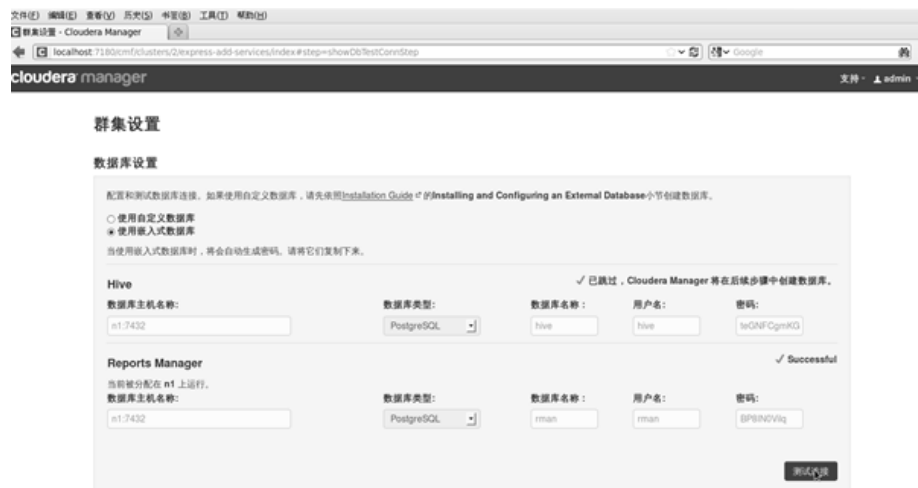 文件(F) 编辑(E) 查看(V) 历史(S) 书签(B) 工具(T) 帮助(H)
群集设置 - Cloudera Manager
localhost:7180/cmf/clusters/2/express-add-services/index#step=showDbTestConnStep Google
cloudera manager 支持 admin
群集设置
数据库设置
配置和测试数据库连接。如果使用自定义数据库，请先依照Installation Guide 的Installing and Configuring an External Database小节创建数据库。
使用自定义数据库
使用嵌入式数据库
当使用嵌入式数据库时，将会自动生成密码。请将它们复制下来。
Hive ✓ 已跳过，Cloudera Manager 将在后续步骤中创建数据库。
数据库主机名称: 数据库类型: 数据库名称： 用户名: 密码:
n1:7432 PostgreSQL hive hive teGNFCgmKG
Reports Manager ✓ Successful
当前被分配在 n1 上运行。
数据库主机名称: 数据库类型: 数据库名称： 用户名: 密码:
n1:7432 PostgreSQL rman rman
测试连接